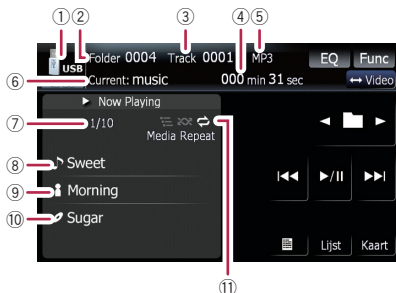 ① ② ③ ④ ⑤
USB Folder 0004 Track 0001 MP3 EQ Func
⑥ Current: music 000 min 31 sec ↔ Video
▶ Now Playing
⑦ 1/10
Media Repeat
⑧ Sweet
⑨ Morning
⑩ Sugar
Lijst Kaart
⑪